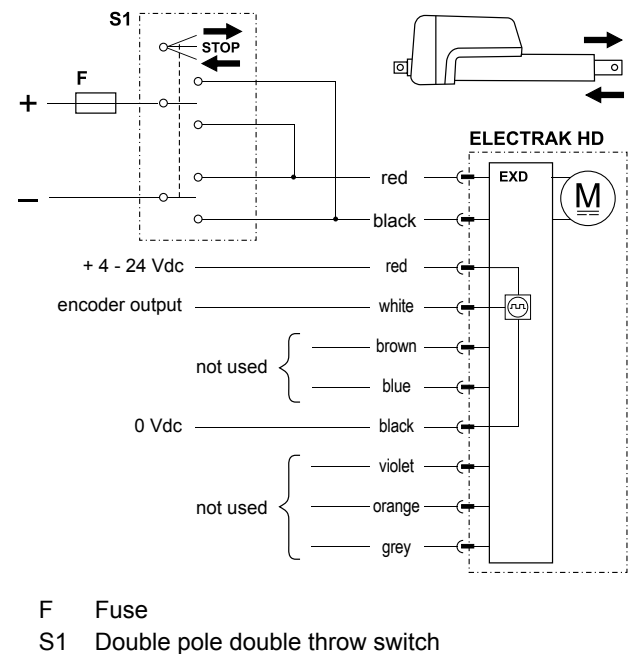 S1
STOP
F
+
–
ELECTRAK HD
EXD
M
red
black
+ 4 - 24 Vdc red
encoder output white
brown
not used
blue
0 Vdc black
violet
not used orange
grey
F Fuse
S1 Double pole double throw switch